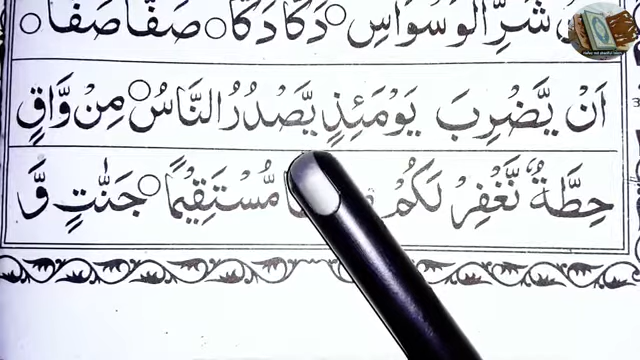 شَرِّ الْوَسْوَاسِ ○ دَكًّا دَكًّا ○ صَفًّا صَفًّا ○
اَنْ يَّضْرِبَ يَوْمَئِذٍ يَّصْدُرُ النَّاسُ ○ مِنْ وَّاقٍ
حِطَّةٌ نَّغْفِرْ لَكُمْ مُّسْتَقِيْمًا ○ جَنّٰتٍ وَّ